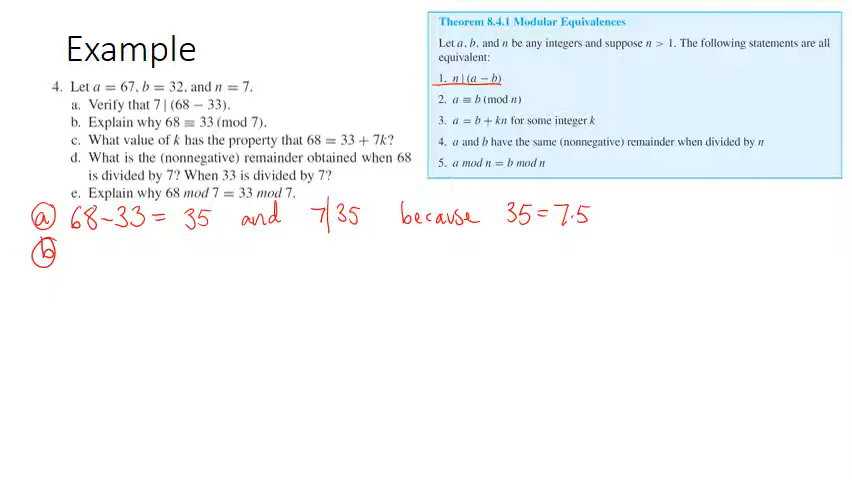 Example
4. Let a = 67, b = 32, and n = 7.
a. Verify that 7 | (68 − 33).
b. Explain why 68 ≡ 33 (mod 7).
c. What value of k has the property that 68 = 33 + 7k?
d. What is the (nonnegative) remainder obtained when 68
is divided by 7? When 33 is divided by 7?
e. Explain why 68 mod 7 = 33 mod 7.
Theorem 8.4.1 Modular Equivalences
Let a, b, and n be any integers and suppose n > 1. The following statements are all
equivalent:
1. n | (a − b)
2. a ≡ b (mod n)
3. a = b + kn for some integer k
4. a and b have the same (nonnegative) remainder when divided by n
5. a mod n = b mod n
a 68−33 = 35 and 7|35 because 35 = 7·5
b